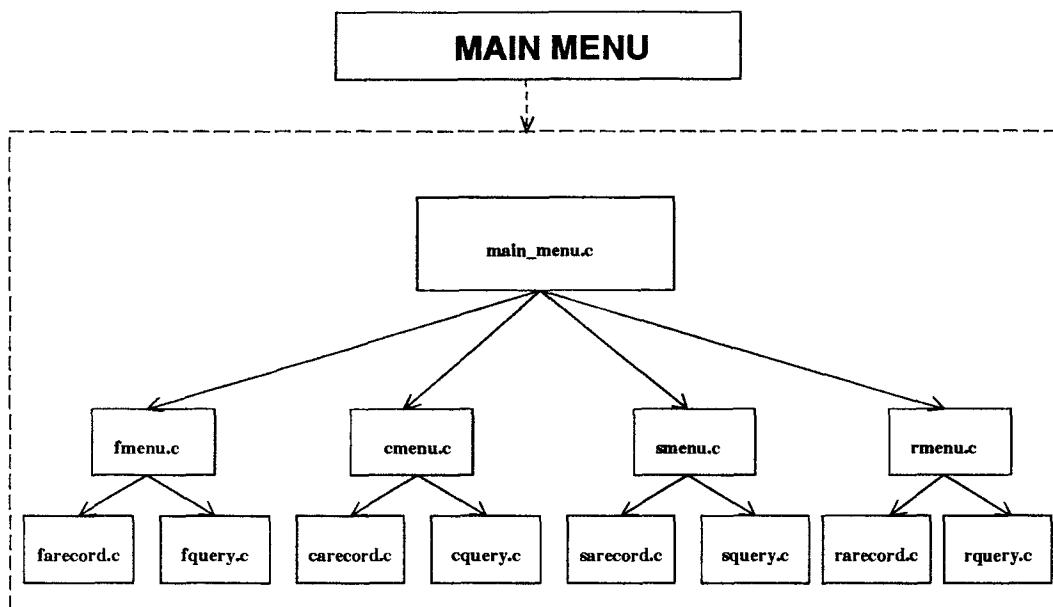 MAIN MENU
main_menu.c
fmenu.c
cmenu.c
smenu.c
rmenu.c
farecord.c
fquery.c
carecord.c
cquery.c
sarecord.c
squery.c
rarecord.c
rquery.c